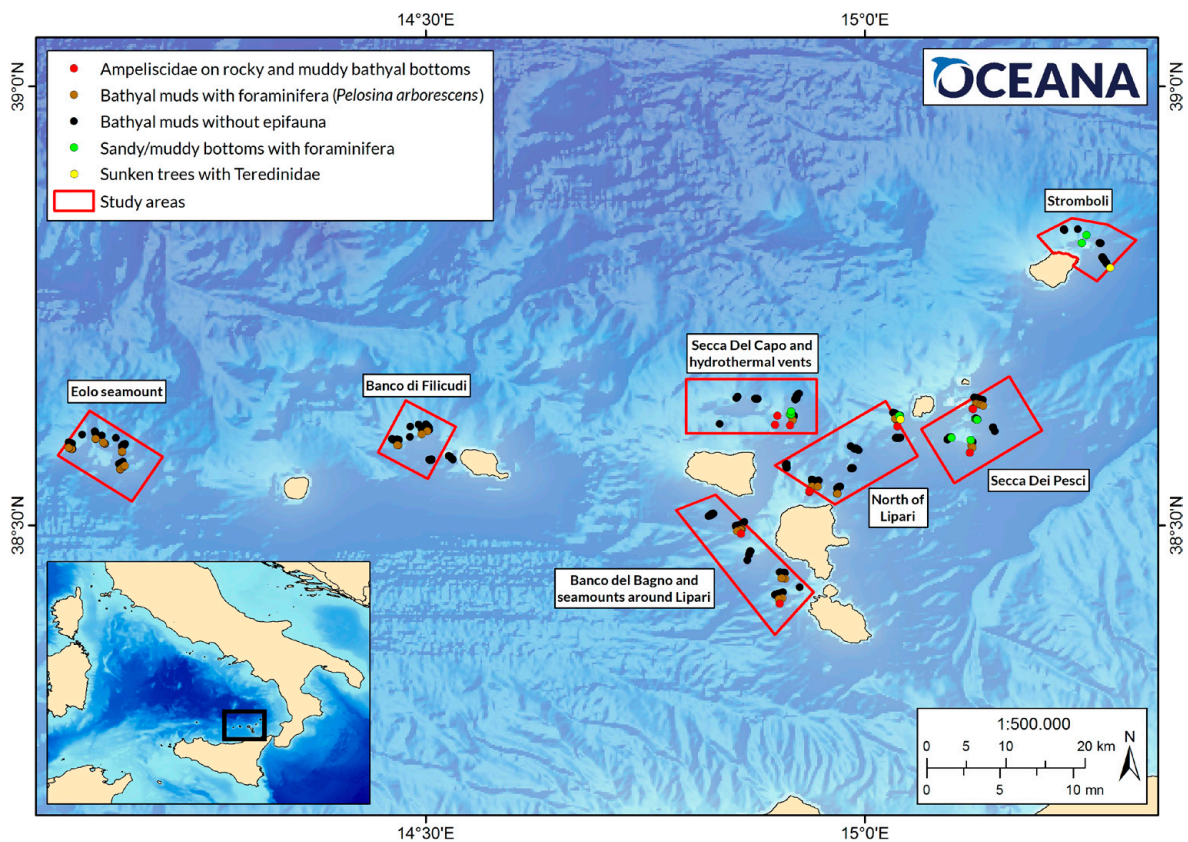 14°30'E
15°0'E
39°0'N
39°0'N
Ampeliscidae on rocky and muddy bathyal bottoms
Bathyal muds with foraminifera (Pelosina arborescens)
Bathyal muds without epifauna
Sandy/muddy bottoms with foraminifera
Sunken trees with Teredinidae
Study areas
OCEANA
Stromboli
Secca Del Capo and
hydrothermal vents
Eolo seamount
Banco di Filicudi
Secca Dei Pesci
North of
Lipari
38°30'N
38°30'N
Banco del Bagno and
seamounts around Lipari
1:500.000
N
0 5 10 20 km
0 5 10 mn
14°30'E
15°0'E